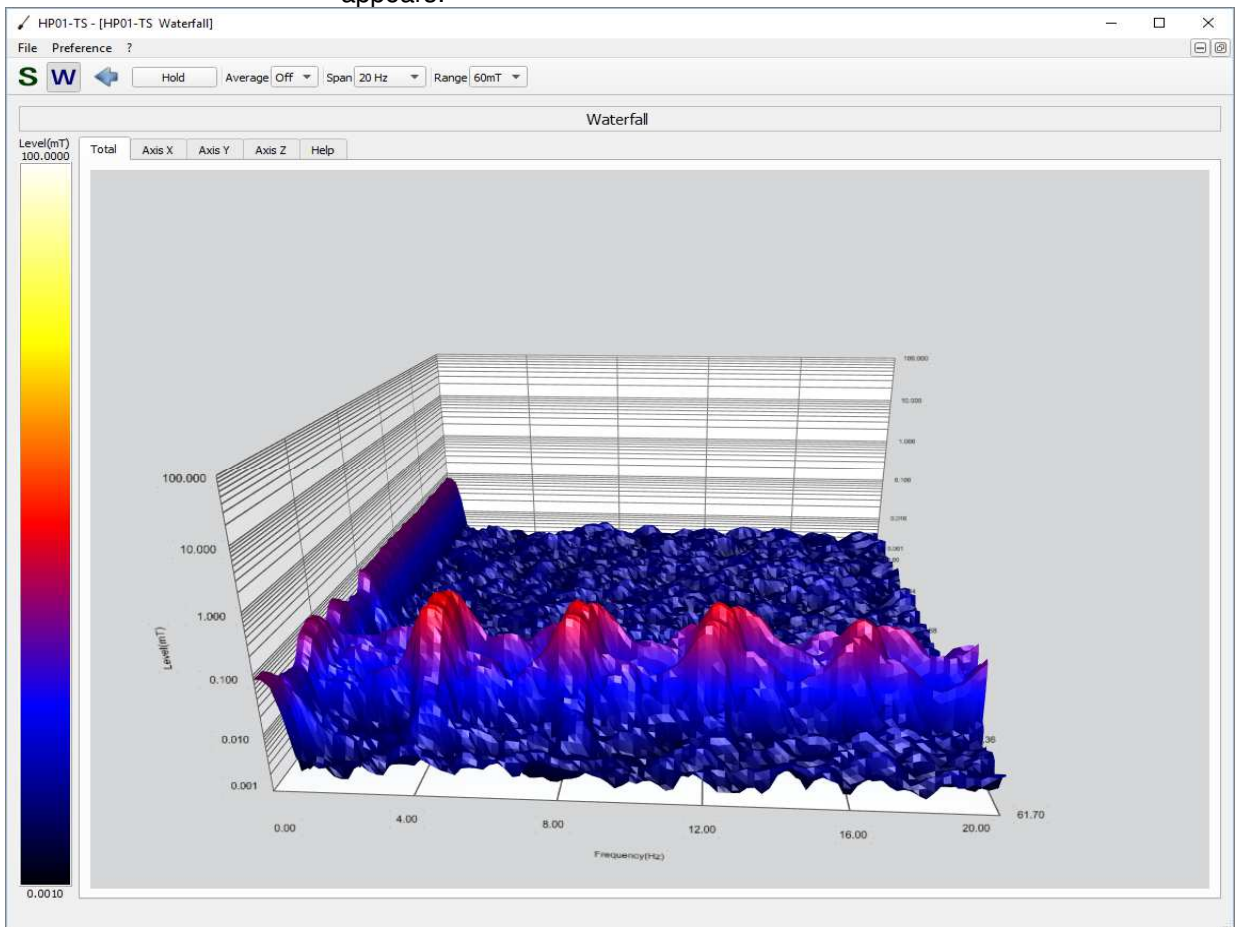 appears.
HP01-TS - [HP01-TS Waterfall]
File Preference ?
S W Hold Average Off Span 20 Hz Range 60mT
Waterfall
Level(mT)
100.0000
Total Axis X Axis Y Axis Z Help
100.000
10.000
1.000
0.100
0.010
0.001
100.000
10.000
1.000
0.100
0.010
0.001
Level(mT)
.36
61.70
0.00
4.00
8.00
12.00
16.00
20.00
Frequency(Hz)
0.0010